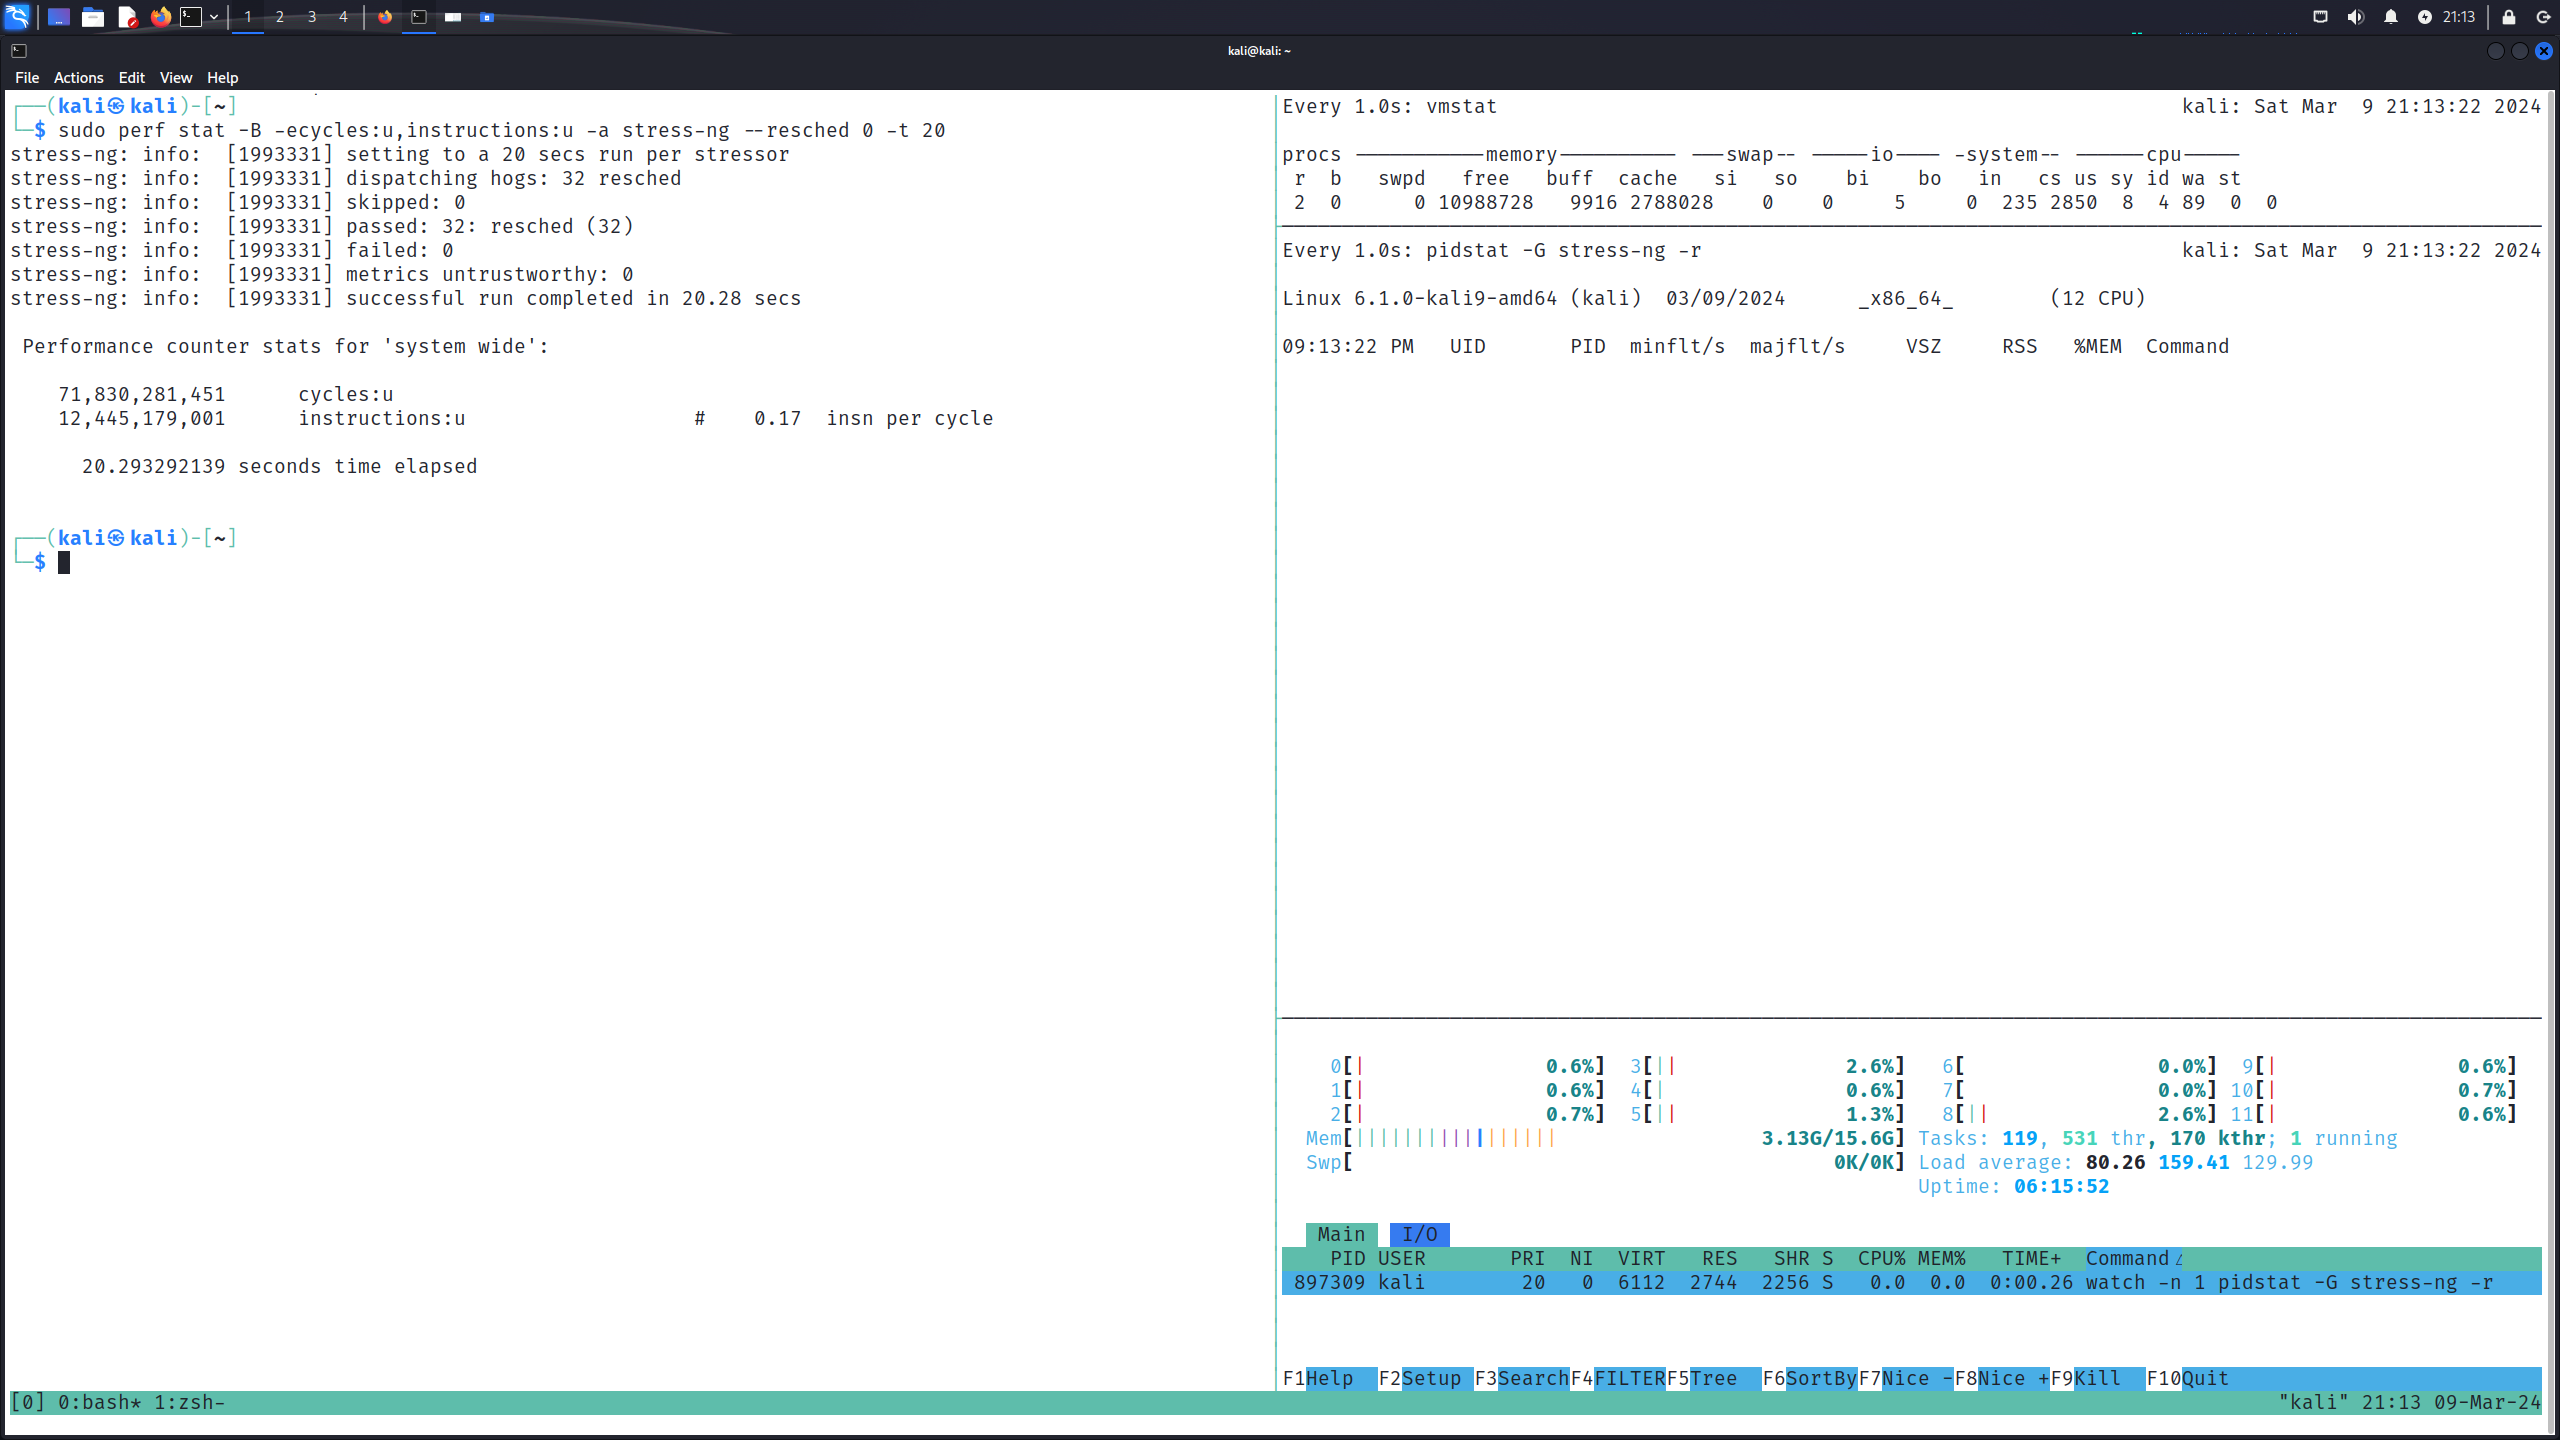 1 2 3 4 21:13
kali@kali: ~
File Actions Edit View Help
┌──(kali㉿kali)-[~]
└─$ sudo perf stat -B -ecycles:u,instructions:u -a stress-ng --resched 0 -t 20
stress-ng: info:  [1993331] setting to a 20 secs run per stressor
stress-ng: info:  [1993331] dispatching hogs: 32 resched
stress-ng: info:  [1993331] skipped: 0
stress-ng: info:  [1993331] passed: 32: resched (32)
stress-ng: info:  [1993331] failed: 0
stress-ng: info:  [1993331] metrics untrustworthy: 0
stress-ng: info:  [1993331] successful run completed in 20.28 secs
Performance counter stats for 'system wide':
71,830,281,451      cycles:u
12,445,179,001      instructions:u                   #    0.17  insn per cycle
20.293292139 seconds time elapsed
┌──(kali㉿kali)-[~]
└─$
Every 1.0s: vmstat kali: Sat Mar  9 21:13:22 2024
procs -----------memory---------- ---swap-- -----io---- -system-- ------cpu-----
r  b   swpd   free   buff  cache   si   so    bi    bo   in   cs us sy id wa st
2  0      0 10988728   9916 2788028    0    0     5     0  235 2850  8  4 89  0  0
Every 1.0s: pidstat -G stress-ng -r kali: Sat Mar  9 21:13:22 2024
Linux 6.1.0-kali9-amd64 (kali)  03/09/2024      _x86_64_        (12 CPU)
09:13:22 PM   UID       PID  minflt/s  majflt/s     VSZ     RSS   %MEM  Command
0[| 0.6%] 3[|| 2.6%] 6[ 0.0%] 9[| 0.6%]
1[| 0.6%] 4[| 0.6%] 7[ 0.0%] 10[| 0.7%]
2[| 0.7%] 5[|| 1.3%] 8[|| 2.6%] 11[| 0.6%]
Mem[||||||||||||||||| 3.13G/15.6G] Tasks: 119, 531 thr, 170 kthr; 1 running
Swp[ 0K/0K] Load average: 80.26 159.41 129.99
Uptime: 06:15:52
Main I/O
PID USER       PRI  NI  VIRT   RES   SHR S  CPU% MEM%   TIME+  Command△
897309 kali        20   0  6112  2744  2256 S   0.0  0.0  0:00.26 watch -n 1 pidstat -G stress-ng -r
F1Help  F2Setup F3SearchF4FILTERF5Tree  F6SortByF7Nice -F8Nice +F9Kill  F10Quit
[0] 0:bash* 1:zsh- "kali" 21:13 09-Mar-24